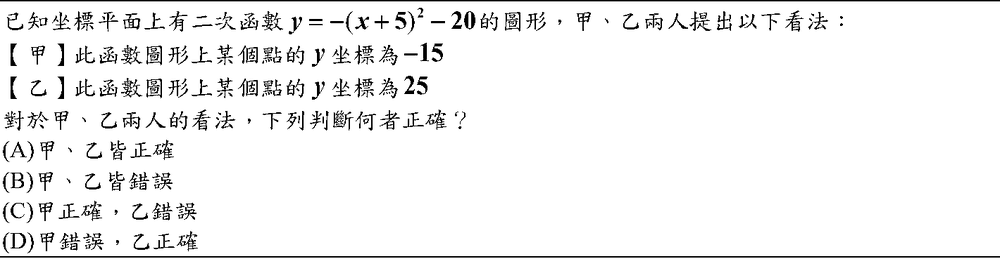 已知坐標平面上有二次函數 y = −(x + 5)² − 20的圖形，甲、乙兩人提出以下看法：
【甲】此函數圖形上某個點的 y 坐標為−15
【乙】此函數圖形上某個點的 y 坐標為25
對於甲、乙兩人的看法，下列判斷何者正確？
(A)甲、乙皆正確
(B)甲、乙皆錯誤
(C)甲正確，乙錯誤
(D)甲錯誤，乙正確